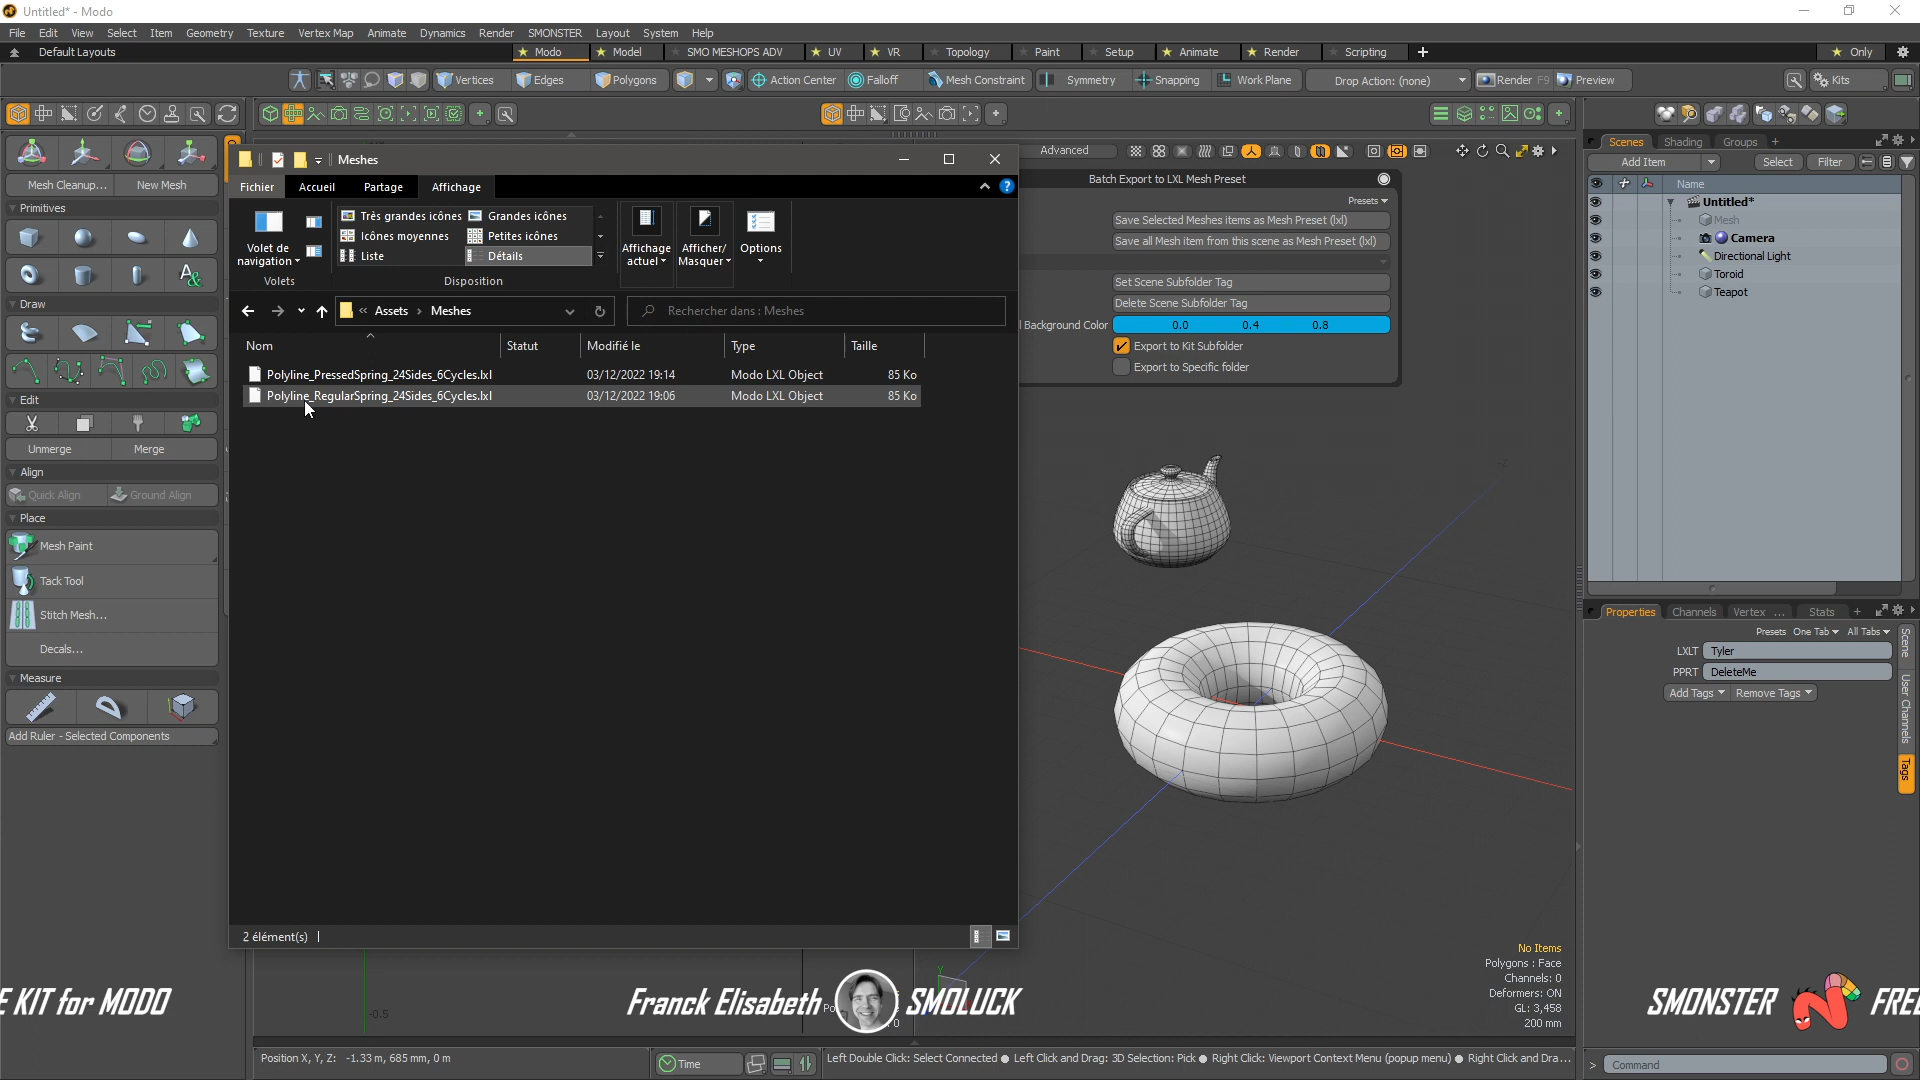 Untitled* - Modo
File Edit View Select Item Geometry Texture Vertex Map Animate Dynamics Render SMONSTER Layout System Help
Default Layouts Modo Model SMO MESHOPS ADV UV VR Topology Paint Setup Animate Render Scripting Only
Vertices Edges Polygons Action Center Falloff Mesh Constraint Symmetry Snapping Work Plane Drop Action: (none) Render F9 Preview Kits
Mesh Cleanup... New Mesh
Primitives
Draw
Edit
Unmerge Merge
Align
Quick Align Ground Align
Place
Mesh Paint
Tack Tool
Stitch Mesh...
Decals...
Measure
Add Ruler - Selected Components
Meshes
Fichier Accueil Partage Affichage
Volet de navigation
Très grandes icônes Grandes icônes
Icônes moyennes Petites icônes
Liste Détails
Affichage actuel
Afficher/ Masquer
Options
Volets Disposition
« Assets › Meshes
Rechercher dans : Meshes
Nom Statut Modifié le Type Taille
Polyline_PressedSpring_24Sides_6Cycles.lxl 03/12/2022 19:14 Modo LXL Object 85 Ko
Polyline_RegularSpring_24Sides_6Cycles.lxl 03/12/2022 19:06 Modo LXL Object 85 Ko
2 élément(s)
Advanced
Batch Export to LXL Mesh Preset
Presets
Save Selected Meshes items as Mesh Preset (lxl)
Save all Mesh item from this scene as Mesh Preset (lxl)
Set Scene Subfolder Tag
Delete Scene Subfolder Tag
Background Color 0.0 0.4 0.8
Export to Kit Subfolder
Export to Specific folder
-Z
Y
No Items
Polygons : Face
Channels: 0
Deformers: ON
GL: 3,458
200 mm
-0.5
Scenes Shading Groups +
Add Item Select Filter
Name
Untitled*
Mesh
Camera
Directional Light
Toroid
Teapot
Properties Channels Vertex ... Stats +
Presets One Tab All Tabs
LXLT Tyler
PPRT DeleteMe
Add Tags Remove Tags
Scene
User Channels
Tags
E KIT for MODO
Franck Elisabeth SMOLUCK
SMONSTER FREE
Position X, Y, Z: -1.33 m, 685 mm, 0 m
Time
Left Double Click: Select Connected ● Left Click and Drag: 3D Selection: Pick ● Right Click: Viewport Context Menu (popup menu) ● Right Click and Dra...
> Command